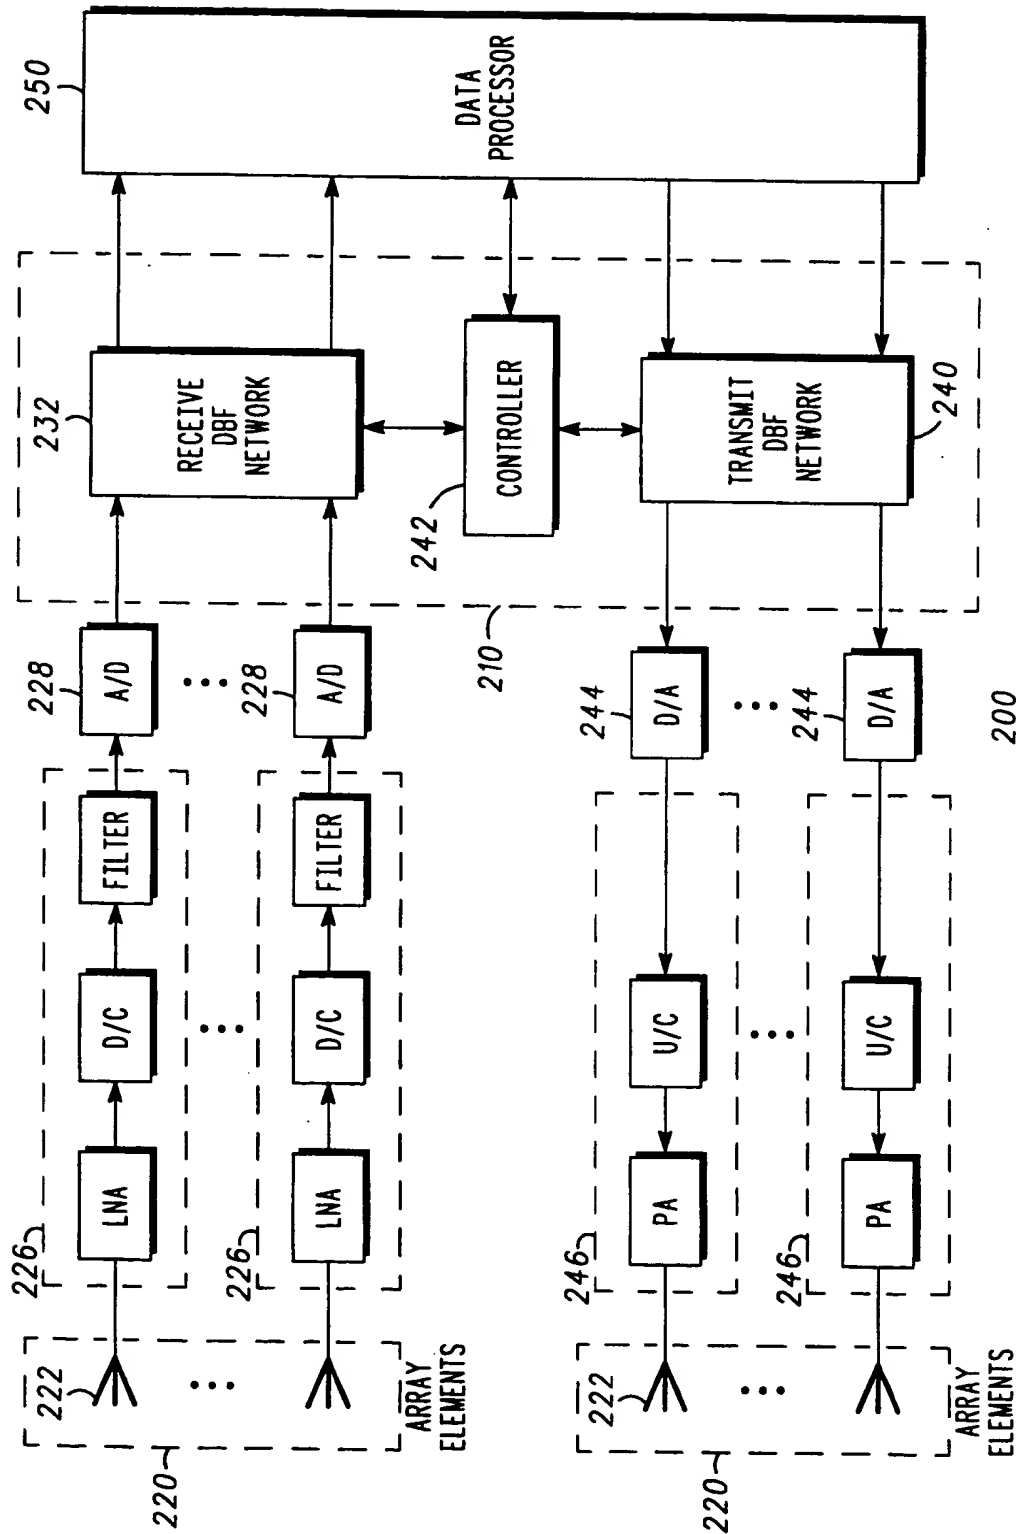 220
222
226
LNA
D/C
FILTER
228
A/D
232
RECEIVE
DBF
NETWORK
250
226
LNA
D/C
FILTER
228
A/D
ARRAY
ELEMENTS
242
CONTROLLER
210
DATA
PROCESSOR
220
222
246
PA
U/C
244
D/A
TRANSMIT
DBF
NETWORK
240
246
PA
U/C
244
D/A
ARRAY
ELEMENTS
200